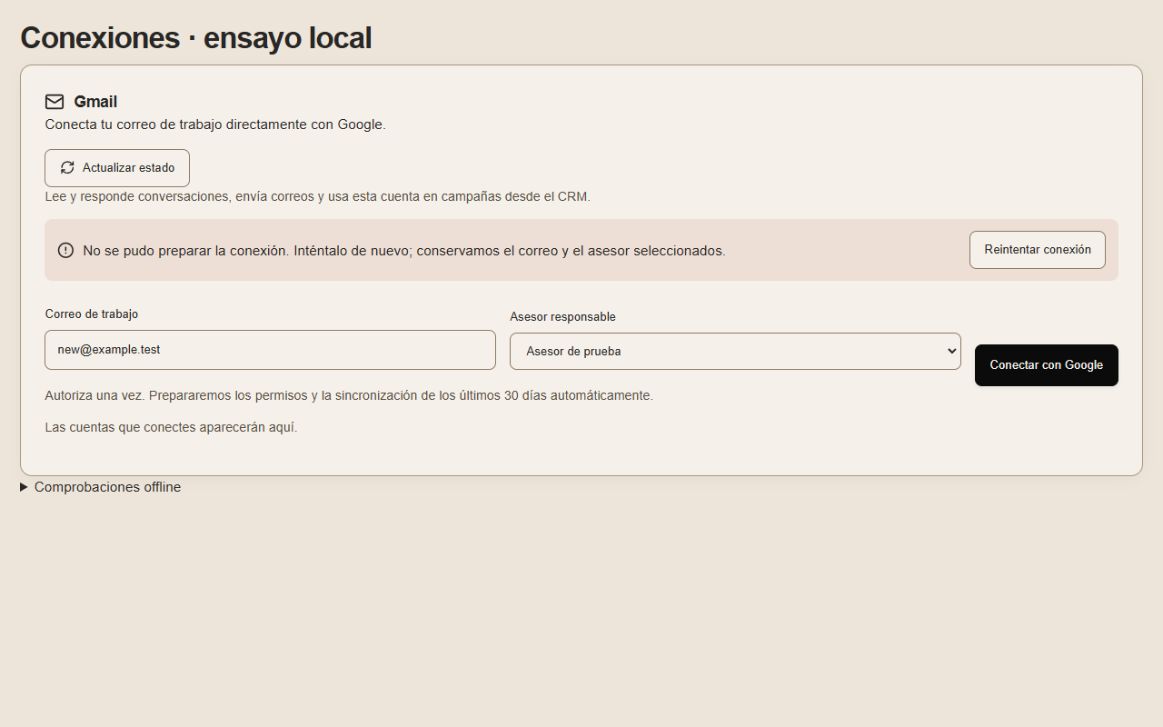 Conexiones · ensayo local
Gmail
Conecta tu correo de trabajo directamente con Google.
Actualizar estado
Lee y responde conversaciones, envía correos y usa esta cuenta en campañas desde el CRM.
No se pudo preparar la conexión. Inténtalo de nuevo; conservamos el correo y el asesor seleccionados.
Reintentar conexión
Correo de trabajo
new@example.test
Asesor responsable
Asesor de prueba
Conectar con Google
Autoriza una vez. Prepararemos los permisos y la sincronización de los últimos 30 días automáticamente.
Las cuentas que conectes aparecerán aquí.
Comprobaciones offline